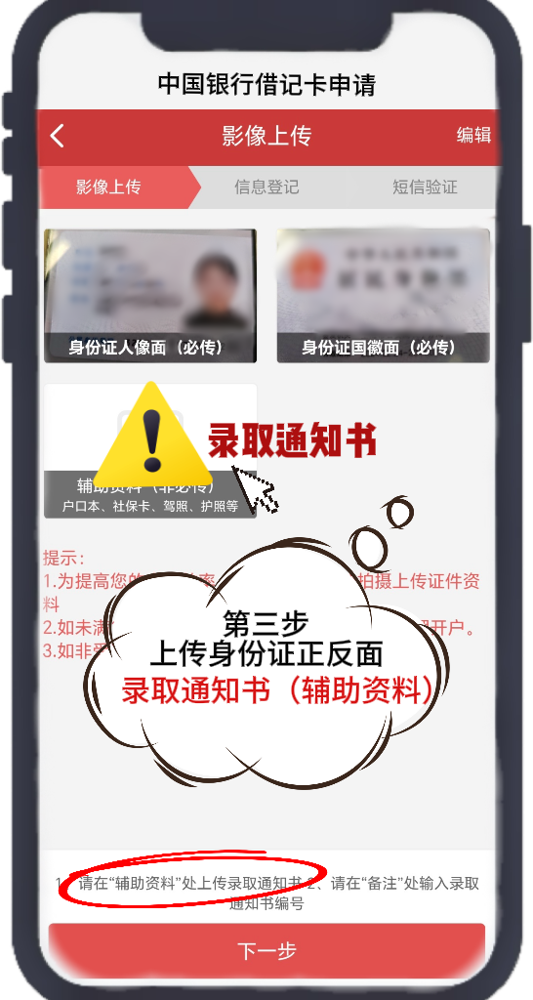 中国银行借记卡申请
影像上传
编辑
影像上传
信息登记
短信验证
身份证人像面（必传）
身份证国徽面（必传）
录取通知书
辅助资料（非必传）
户口本、社保卡、驾照、护照等
提示：
1.为提高您的
拍摄上传证件资
料
2.如未满
开户。
3.如非
第三步
上传身份证正反面
录取通知书（辅助资料）
1、请在“辅助资料”处上传录取通知书 2、请在“备注”处输入录取
通知书编号
下一步